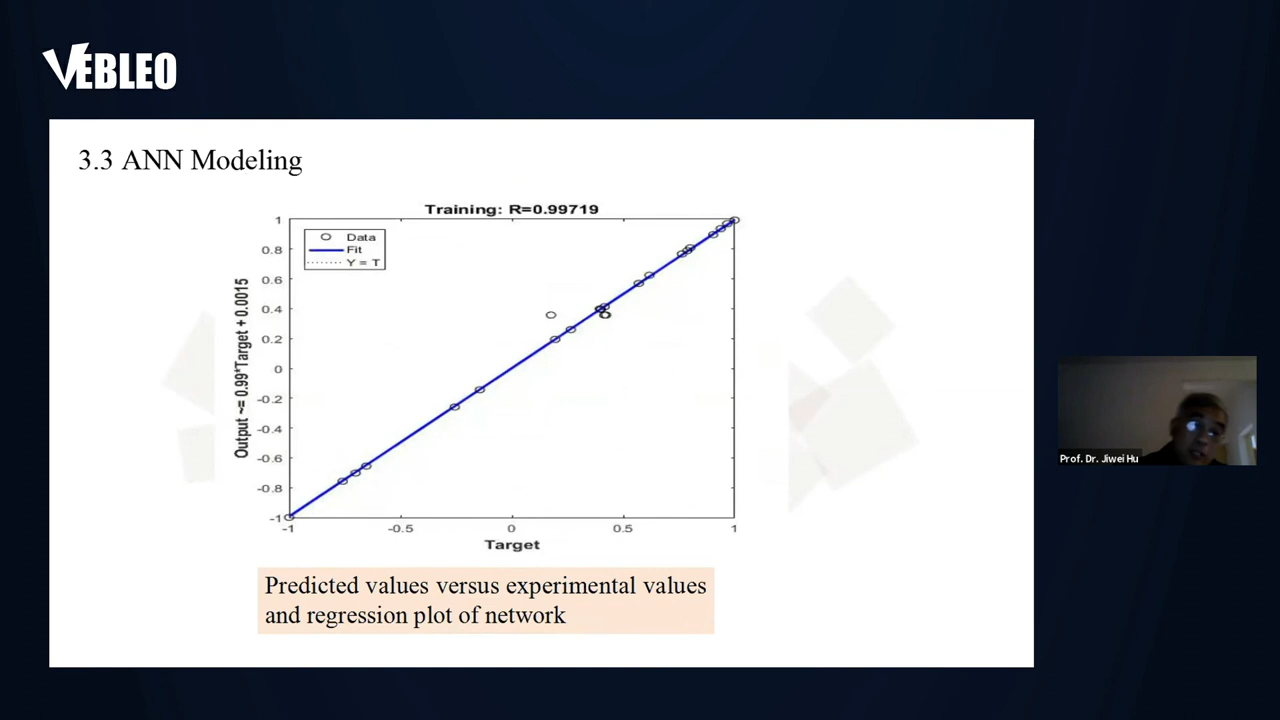 VEBLEO
3.3 ANN Modeling
Training: R=0.99719
Data
Fit
Y = T
Output ~= 0.99*Target + 0.0015
1
0.8
0.6
0.4
0.2
0
-0.2
-0.4
-0.6
-0.8
-1
-1 -0.5 0 0.5 1
Target
Predicted values versus experimental values
and regression plot of network
Prof. Dr. Jiwei Hu